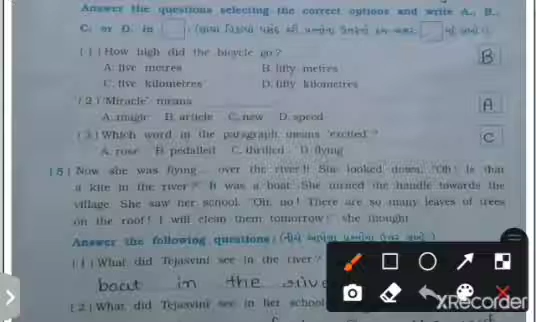 Answer the questions selecting the correct options and write A., B.,
C. or D. in
( 1 ) How high did the bicycle go? B
A. five metres B. fifty metres
C. five kilometres D. fifty kilometres
( 2 ) 'Miracle' means A
A. magic B. article C. new D. speed
( 3 ) Which word in the paragraph means 'excited'? C
A. rose B. pedalled C. thrilled D. flying
( 5 ) Now she was flying over the river!! She looked down. "Oh! Is that
a kite in the river?" It was a boat. She turned the handle towards the
village. She saw her school. "Oh, no! There are so many leaves of trees
on the roof! I will clean them tomorrow!" she thought.
Answer the following questions :
( 1 ) What did Tejasvini see in the river?
boat in the
( 2 ) What did Tejasvini see in her school
XRecorder